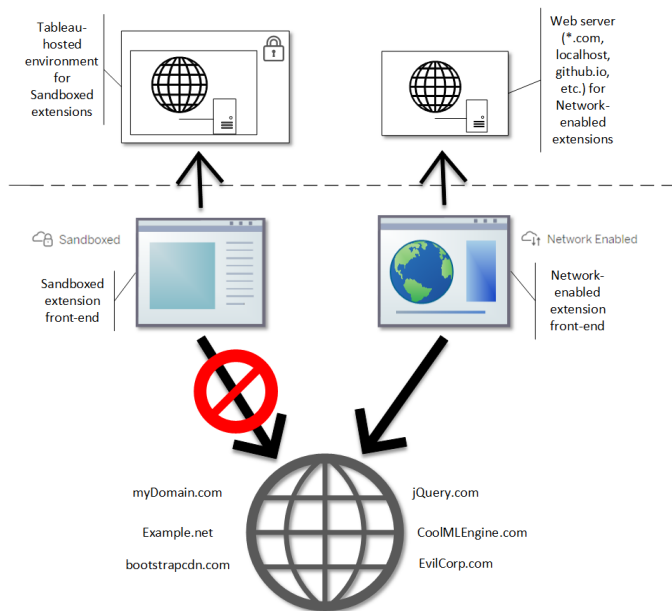 Tableau-
hosted
environment
for
Sandboxed
extensions
Web server
(*.com,
localhost,
github.io,
etc.) for
Network-
enabled
extensions
Sandboxed
Network Enabled
Sandboxed
extension
front-end
Network-
enabled
extension
front-end
myDomain.com
jQuery.com
Example.net
CoolMLEngine.com
bootstrapcdn.com
EvilCorp.com